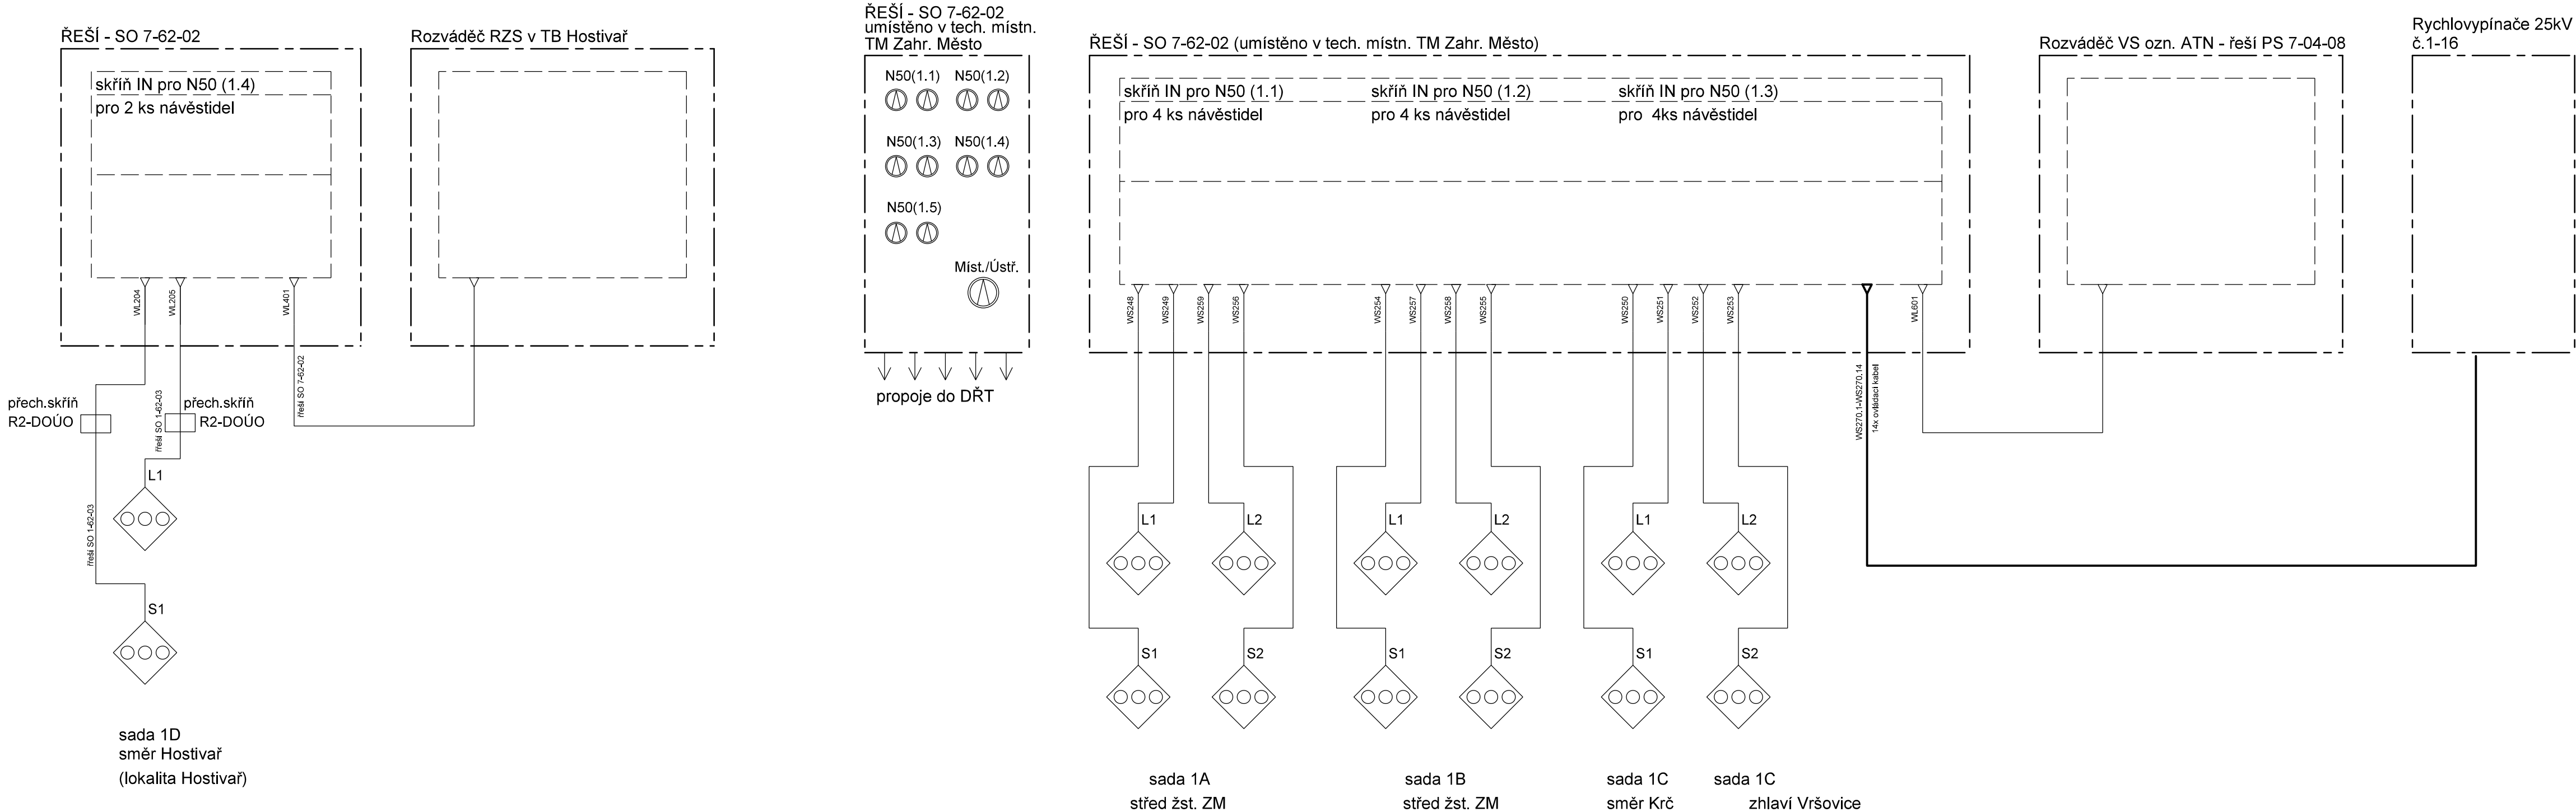 ŘEŠÍ - SO 7-62-02
skříň IN pro N50 (1.4)
pro 2 ks návěstidel
WL204
WL205
WL401
Rozváděč RZS v TB Hostivař
řřeší SO 7-62-02
přech.skříň
R2-DOÚO
přech.skříň
R2-DOÚO
řřeší SO 1-62-03
řřeší SO 1-62-03
L1
S1
sada 1D
směr Hostivař
(lokalita Hostivař)
ŘEŠÍ - SO 7-62-02
umístěno v tech. místn.
TM Zahr. Město
N50(1.1) N50(1.2)
N50(1.3) N50(1.4)
N50(1.5)
Míst./Ústř.
propoje do DŘT
ŘEŠÍ - SO 7-62-02 (umístěno v tech. místn. TM Zahr. Město)
skříň IN pro N50 (1.1)
pro 4 ks návěstidel
skříň IN pro N50 (1.2)
pro 4 ks návěstidel
skříň IN pro N50 (1.3)
pro 4ks návěstidel
WS248
WS249
WS259
WS256
WS254
WS257
WS258
WS255
WS250
WS251
WS252
WS253
WL601
WS270.1-WS270.14
14x ovládací kabel
L1
L2
L1
L2
L1
L2
S1
S2
S1
S2
S1
S2
sada 1A
střed žst. ZM
sada 1B
střed žst. ZM
sada 1C
směr Krč
sada 1C
zhlaví Vršovice
Rozváděč VS ozn. ATN - řeší PS 7-04-08
Rychlovypínače 25kV
č.1-16